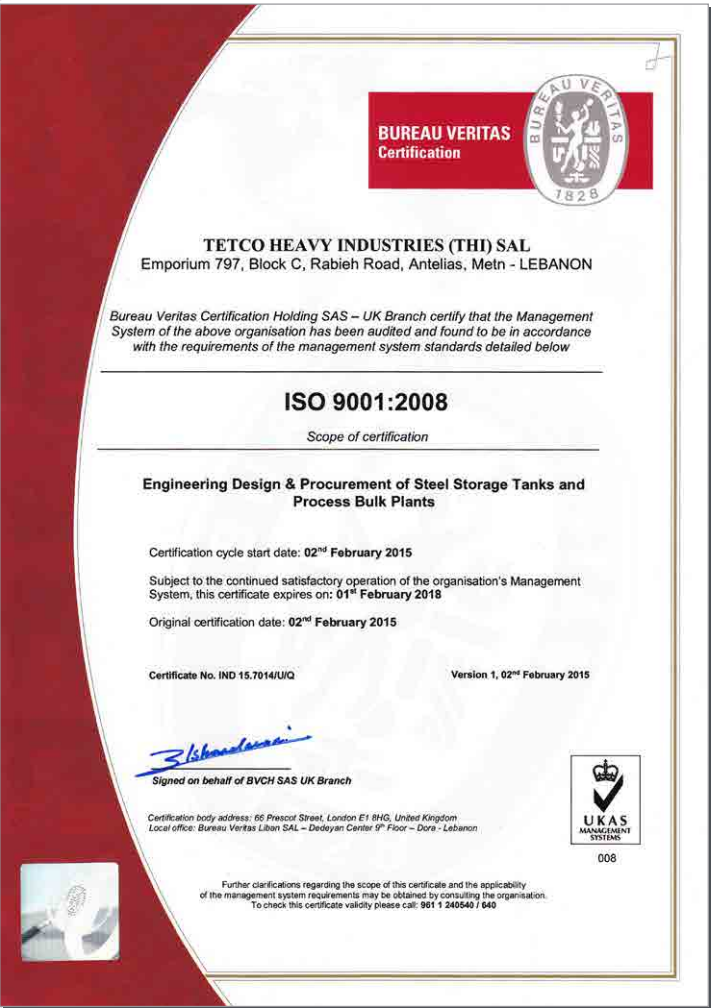 BUREAU VERITAS
Certification
BUREAU VERITAS
1828
TETCO HEAVY INDUSTRIES (THI) SAL
Emporium 797, Block C, Rabieh Road, Antelias, Metn - LEBANON
Bureau Veritas Certification Holding SAS – UK Branch certify that the Management
System of the above organisation has been audited and found to be in accordance
with the requirements of the management system standards detailed below
ISO 9001:2008
Scope of certification
Engineering Design & Procurement of Steel Storage Tanks and
Process Bulk Plants
Certification cycle start date: 02nd February 2015
Subject to the continued satisfactory operation of the organisation's Management
System, this certificate expires on: 01st February 2018
Original certification date: 02nd February 2015
Certificate No. IND 15.7014/U/Q
Version 1, 02nd February 2015
Signed on behalf of BVCH SAS UK Branch
Certification body address: 66 Prescot Street, London E1 8HG, United Kingdom
Local office: Bureau Veritas Liban SAL – Dedeyan Center 9th Floor – Dora - Lebanon
UKAS
MANAGEMENT
SYSTEMS
008
Further clarifications regarding the scope of this certificate and the applicability
of the management system requirements may be obtained by consulting the organisation.
To check this certificate validity please call: 961 1 240540 / 640